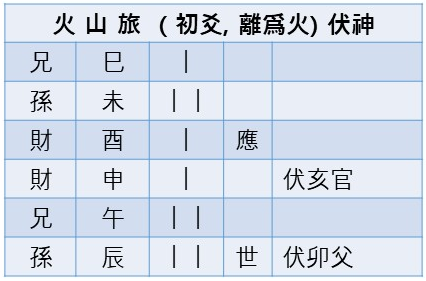 火山旅 (初爻, 離爲火) 伏神
兄 巳 |
孫 未 | |
財 酉 | 應
財 申 | 伏亥官
兄 午 | |
孫 辰 | | 世 伏卯父